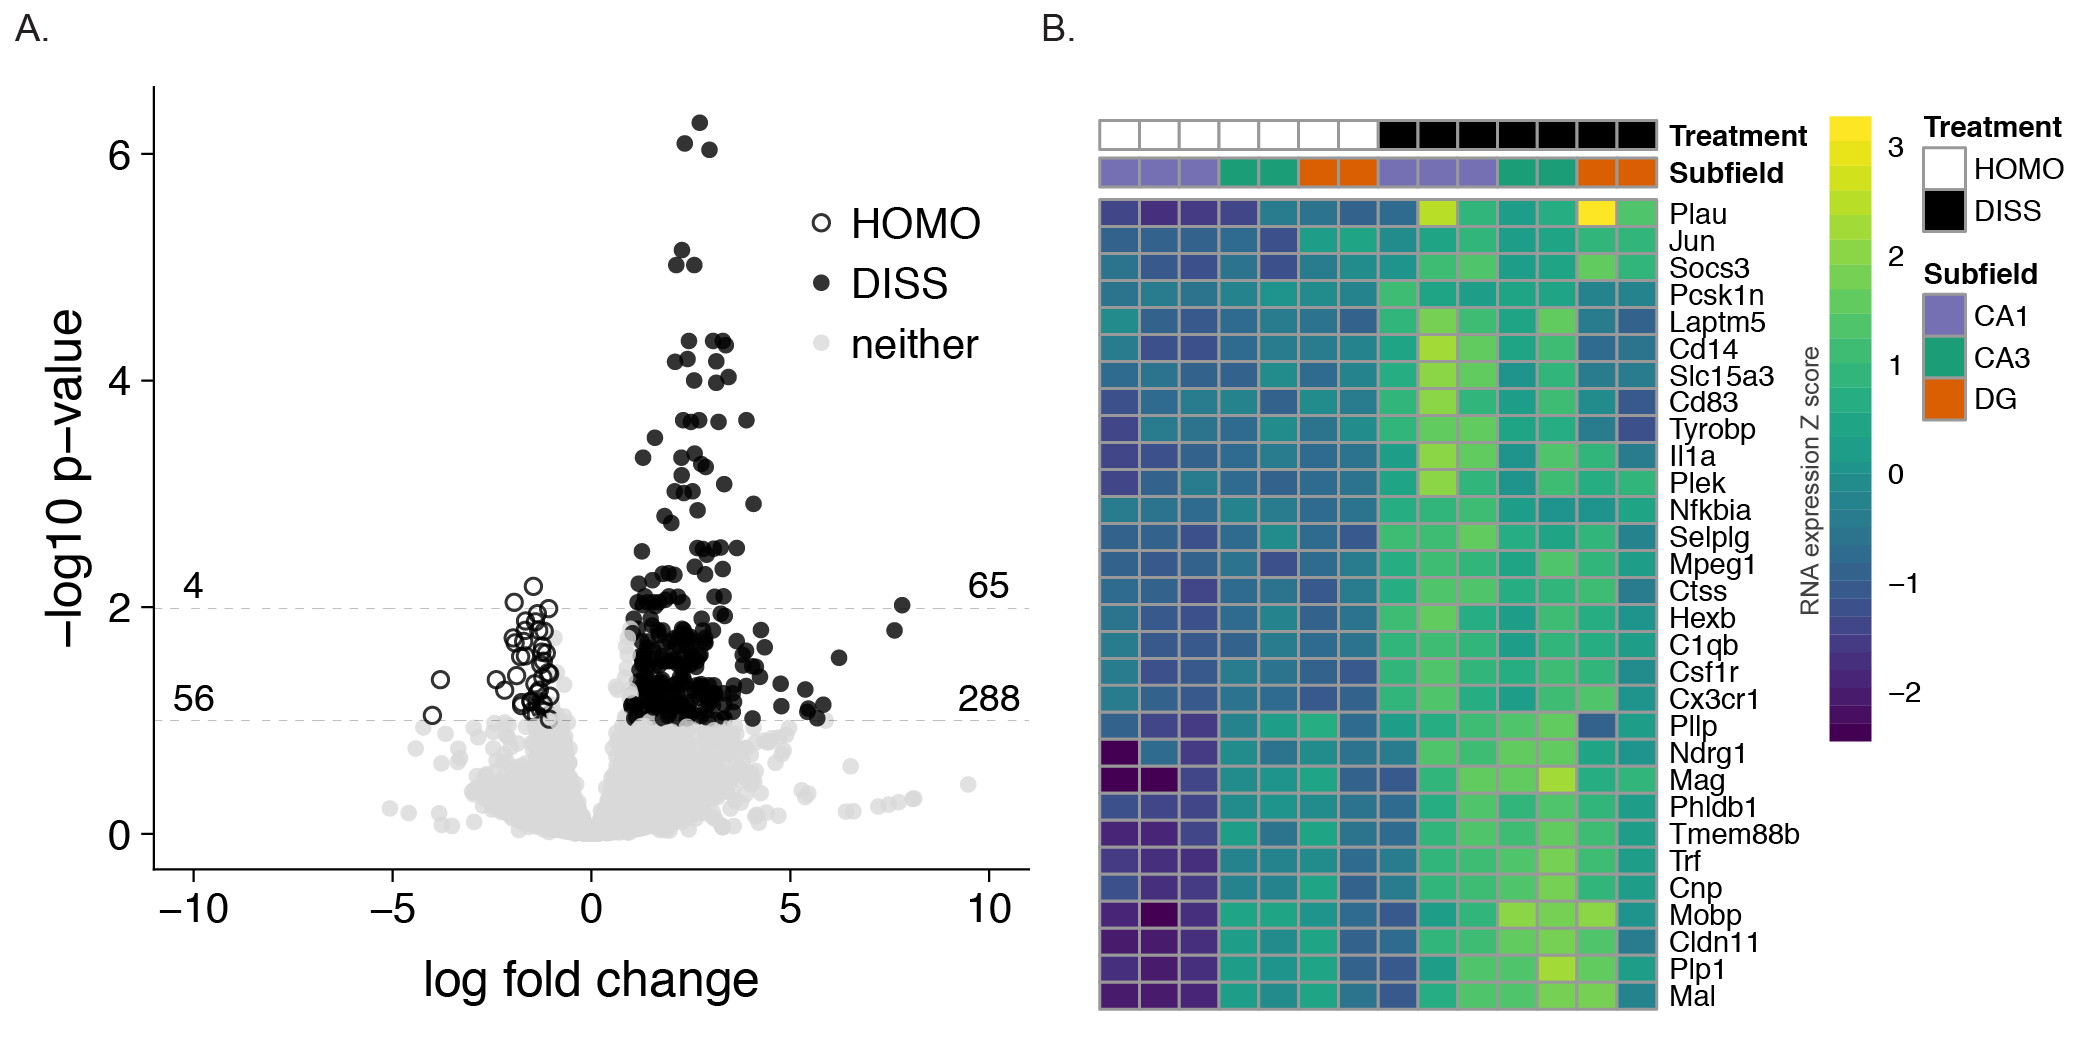 A.
6
4
2
0
−log10 p−value
HOMO
DISS
neither
4
65
56
288
−10
−5
0
5
10
log fold change
B.
Treatment
Subfield
Plau
Jun
Socs3
Pcsk1n
Laptm5
Cd14
Slc15a3
Cd83
Tyrobp
Il1a
Plek
Nfkbia
Selplg
Mpeg1
Ctss
Hexb
C1qb
Csf1r
Cx3cr1
Pllp
Ndrg1
Mag
Phldb1
Tmem88b
Trf
Cnp
Mobp
Cldn11
Plp1
Mal
RNA expression Z score
3
2
1
0
−1
−2
Treatment
HOMO
DISS
Subfield
CA1
CA3
DG